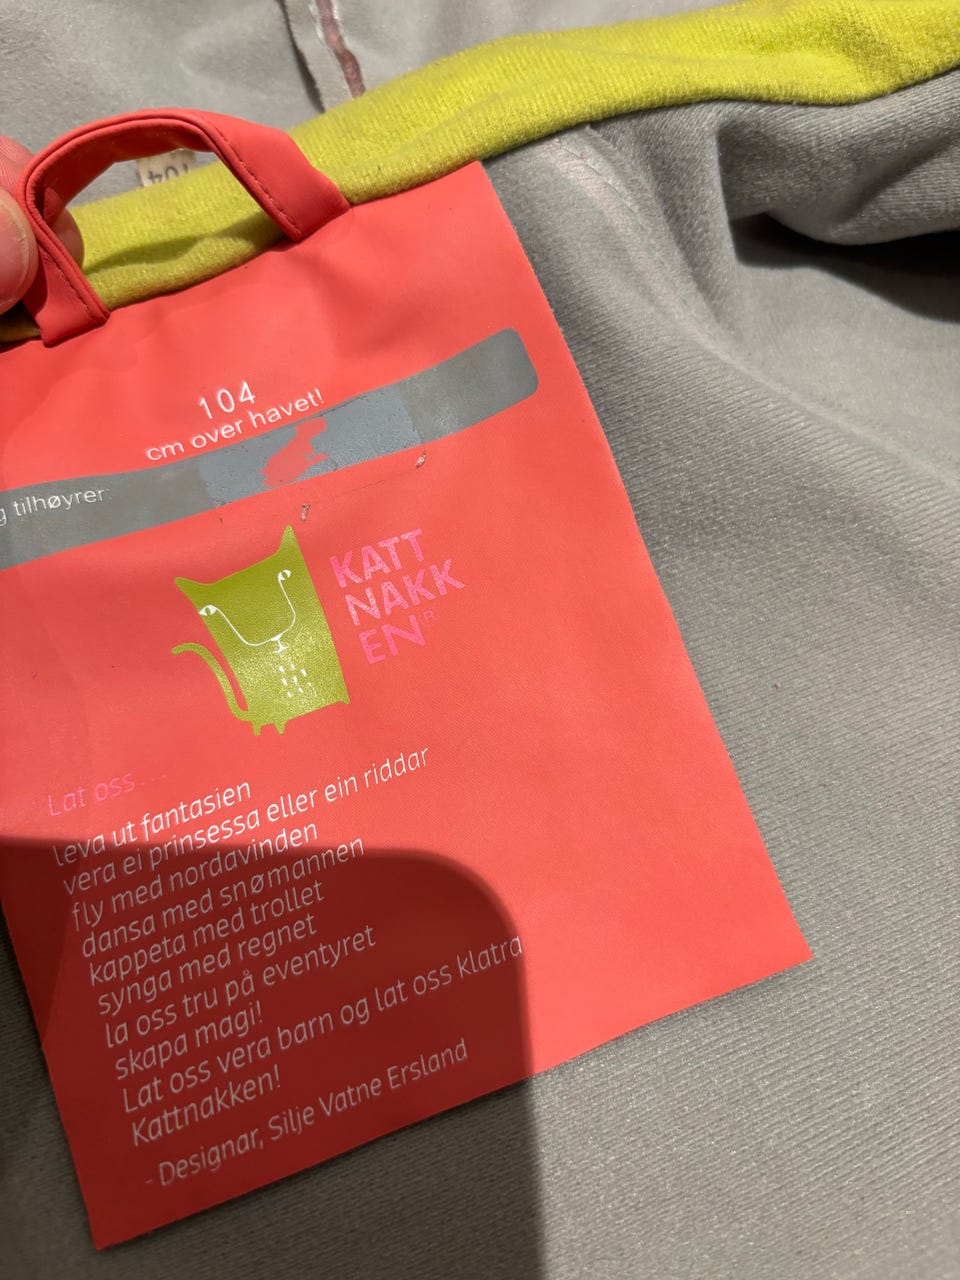 104
104
cm over havet!
tilhøyrer:
KATT
NAKK
EN®
Lat oss...
leva ut fantasien
vera ei prinsessa eller ein riddar
fly med nordavinden
dansa med snømannen
kappeta med trollet
synga med regnet
la oss tru på eventyret
skapa magi!
Lat oss vera barn og lat oss klatra
Kattnakken!
- Designar, Silje Vatne Ersland